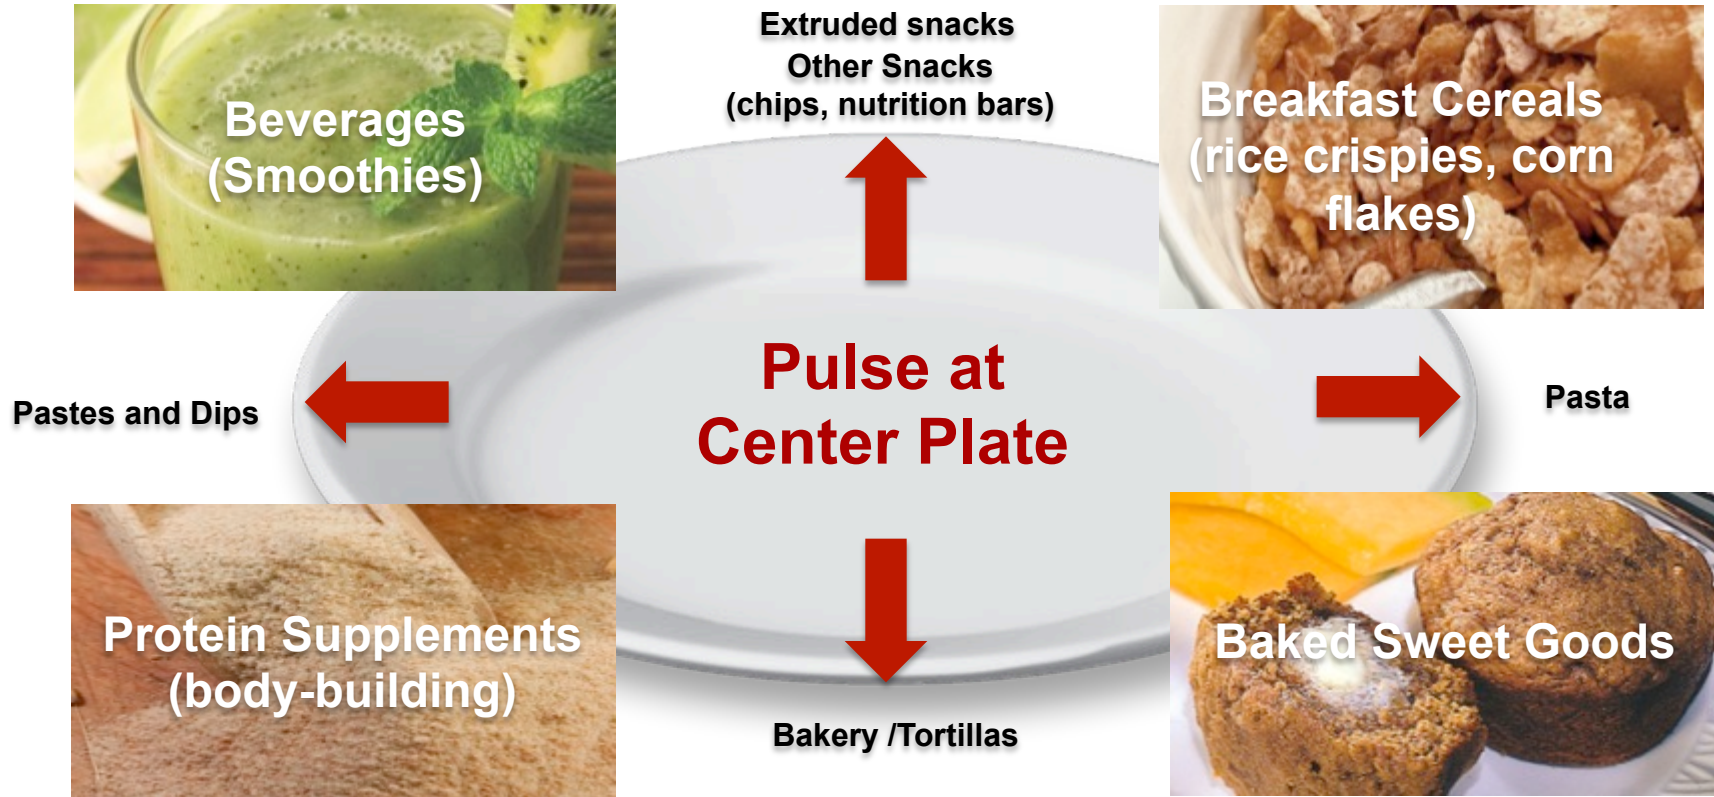 Extruded snacks
Other Snacks
(chips, nutrition bars)
Beverages
(Smoothies)
Breakfast Cereals
(rice crispies, corn
flakes)
Pulse at
Center Plate
Pastes and Dips
Pasta
Protein Supplements
(body-building)
Baked Sweet Goods
Bakery /Tortillas